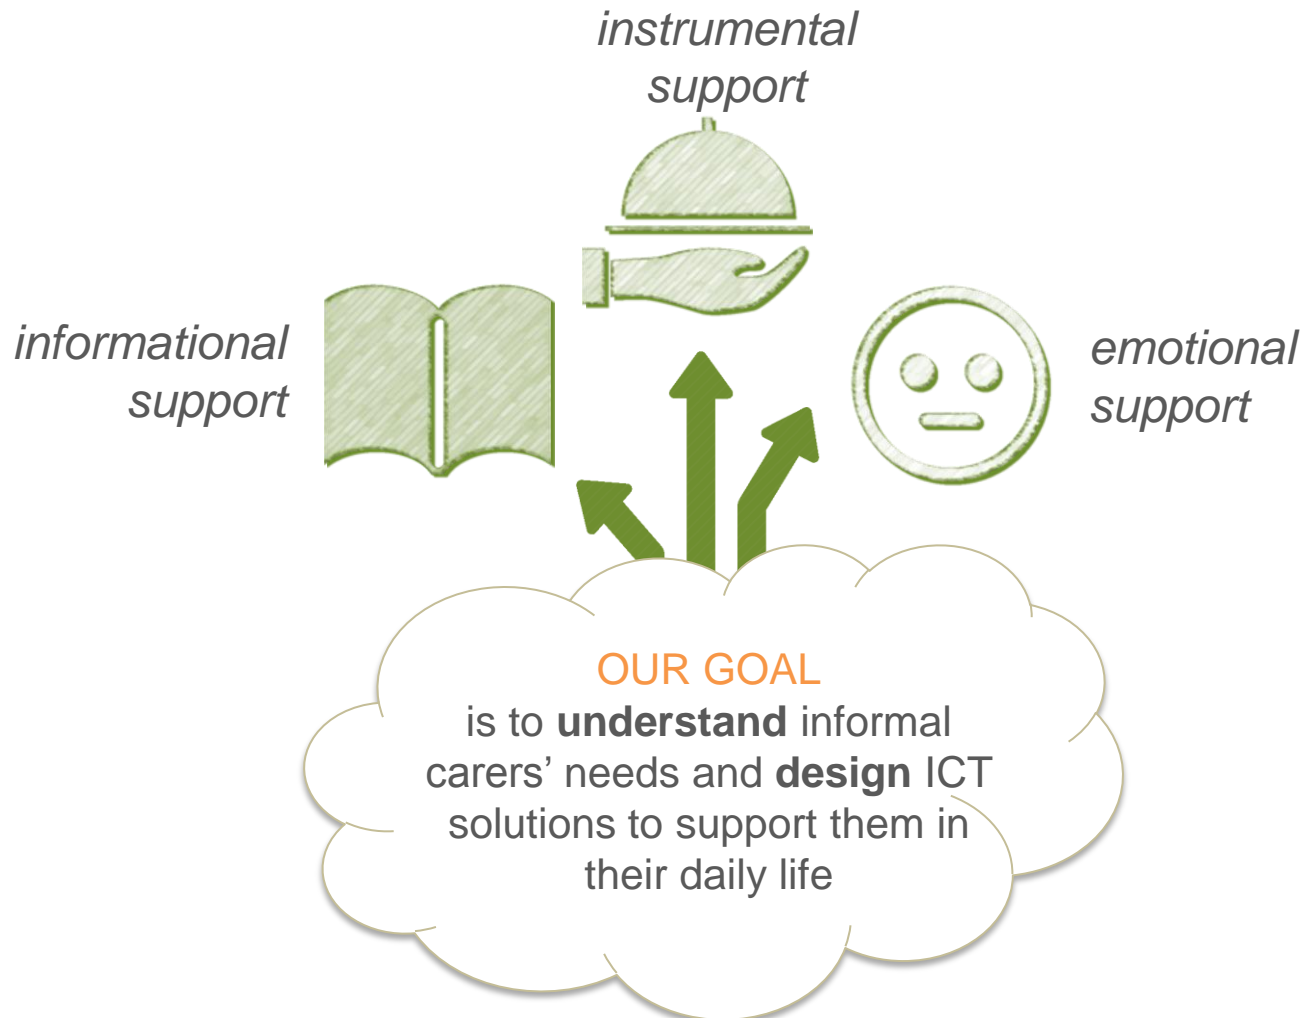 instrumental
support
informational
support
emotional
support
OUR GOAL
is to understand informal
carers’ needs and design ICT
solutions to support them in
their daily life